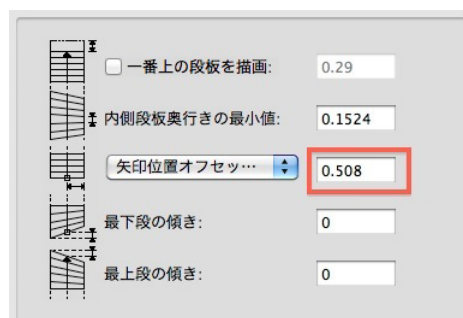 一番上の段板を描画: 0.29
内側段板奥行きの最小値: 0.1524
矢印位置オフセッ… 0.508
最下段の傾き: 0
最上段の傾き: 0